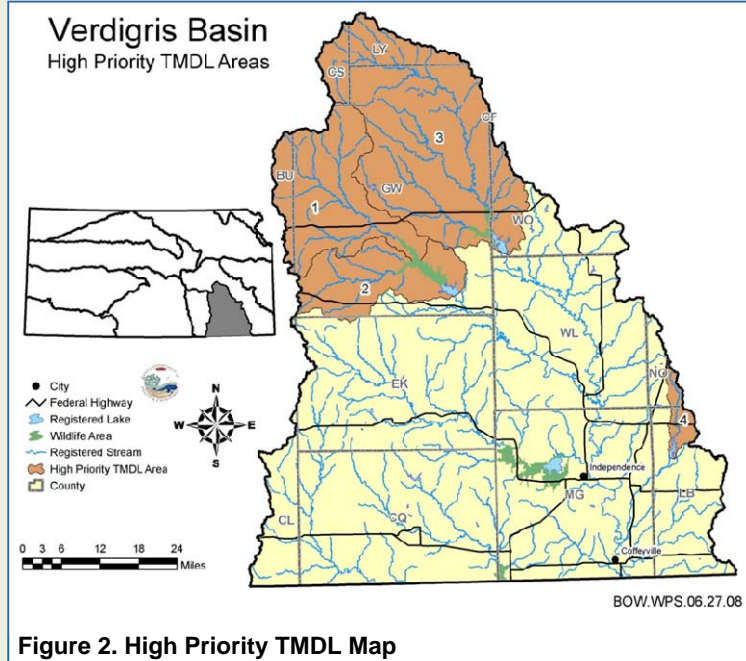 Verdigris Basin
High Priority TMDL Areas
LY
CS
CF
3
BU
GW
1
WO
2
WL
NO
EK
4
Independence
MG
LB
CL
CQ
Coffeyville
City
Federal Highway
Registered Lake
Wildlife Area
Registered Stream
High Priority TMDL Area
County
N
W E
S
0 3 6 12 18 24
Miles
BOW.WPS.06.27.08
Figure 2. High Priority TMDL Map